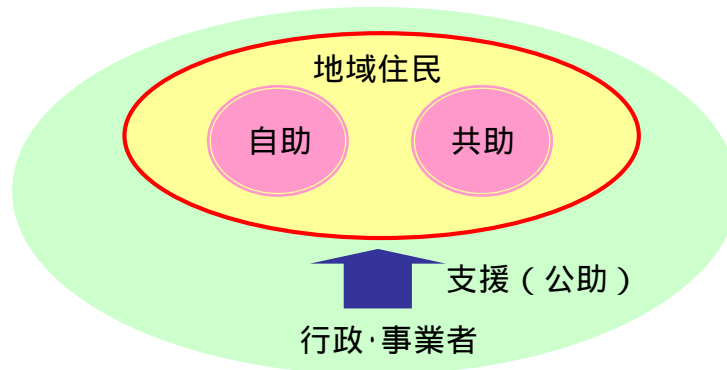 地域住民
自助
共助
支援（公助）
行政･事業者